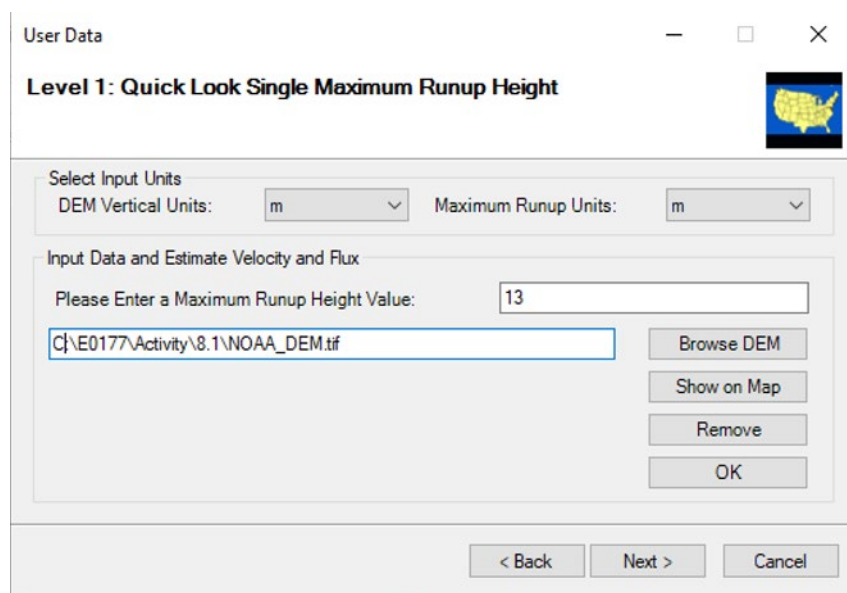 User Data
Level 1: Quick Look Single Maximum Runup Height
Select Input Units
DEM Vertical Units: m Maximum Runup Units: m
Input Data and Estimate Velocity and Flux
Please Enter a Maximum Runup Height Value: 13
C:\E0177\Activity\8.1\NOAA_DEM.tif Browse DEM
Show on Map
Remove
OK
< Back Next > Cancel